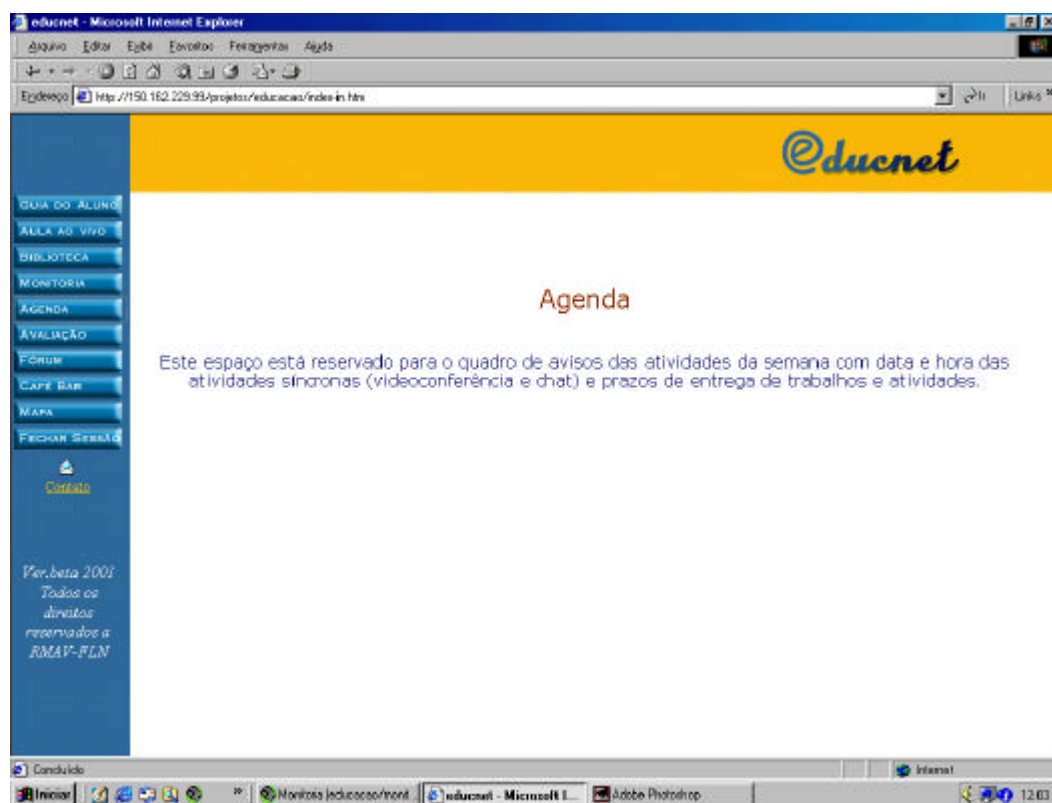 educnet - Microsoft Internet Explorer
Arquivo Editar Exibir Favoritos Ferramentas Ajuda
Endereço http://150.162.229.99/projetos/educacao/index-in.htm Ir Links »
educnet
GUIA DO ALUNO
AULA AO VIVO
BIBLIOTECA
MONITORIA
AGENDA
AVALIAÇÃO
FÓRUM
CAFÉ BAR
MAPA
FECHAR SESSÃO
Contato
Agenda
Este espaço está reservado para o quadro de avisos das atividades da semana com data e hora das
atividades síncronas (videoconferência e chat) e prazos de entrega de trabalhos e atividades.
Ver.beta 2001
Todos os
direitos
reservados a
RMAV-FLN
Concluído Internet
Iniciar » Monitoria [educacao/monit... educnet - Microsoft I... Adobe Photoshop 12:03